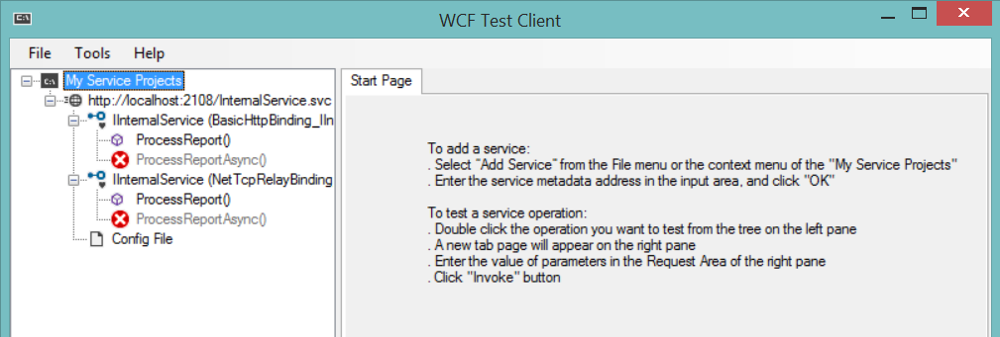 WCF Test Client
File Tools Help
My Service Projects
http://localhost:2108/InternalService.svc
IInternalService (BasicHttpBinding_IIn
ProcessReport()
ProcessReportAsync()
IInternalService (NetTcpRelayBinding
ProcessReport()
ProcessReportAsync()
Config File
Start Page
To add a service:
. Select "Add Service" from the File menu or the context menu of the "My Service Projects"
. Enter the service metadata address in the input area, and click "OK"
To test a service operation:
. Double click the operation you want to test from the tree on the left pane
. A new tab page will appear on the right pane
. Enter the value of parameters in the Request Area of the right pane
. Click "Invoke" button